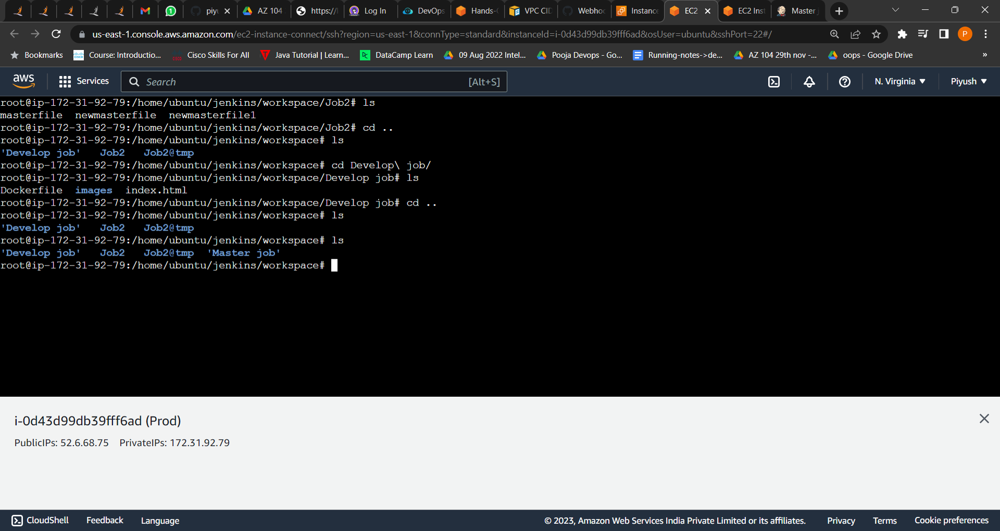 piy
AZ 104
https://
Log In
DevOps
Hands-
VPC CID
Webho
Instance
EC2
EC2 Inst
Master j
us-east-1.console.aws.amazon.com/ec2-instance-connect/ssh?region=us-east-1&connType=standard&instanceId=i-0d43d99db39fff6ad&osUser=ubuntu&sshPort=22#/
P
Bookmarks
Course: Introductio...
Cisco Skills For All
Java Tutorial | Learn...
DataCamp Learn
09 Aug 2022 Intel...
Pooja Devops - Go...
Running-notes->de...
AZ 104 29th nov -...
oops - Google Drive
»
aws
Services
Search
[Alt+S]
N. Virginia
Piyush
root@ip-172-31-92-79:/home/ubuntu/jenkins/workspace/Job2# ls
masterfile  newmasterfile  newmasterfile1
root@ip-172-31-92-79:/home/ubuntu/jenkins/workspace/Job2# cd ..
root@ip-172-31-92-79:/home/ubuntu/jenkins/workspace# ls
'Develop job'   Job2   Job2@tmp
root@ip-172-31-92-79:/home/ubuntu/jenkins/workspace# cd Develop\ job/
root@ip-172-31-92-79:/home/ubuntu/jenkins/workspace/Develop job# ls
Dockerfile  images  index.html
root@ip-172-31-92-79:/home/ubuntu/jenkins/workspace/Develop job# cd ..
root@ip-172-31-92-79:/home/ubuntu/jenkins/workspace# ls
'Develop job'   Job2   Job2@tmp
root@ip-172-31-92-79:/home/ubuntu/jenkins/workspace# ls
'Develop job'   Job2   Job2@tmp  'Master job'
root@ip-172-31-92-79:/home/ubuntu/jenkins/workspace#
i-0d43d99db39fff6ad (Prod)
PublicIPs: 52.6.68.75    PrivateIPs: 172.31.92.79
CloudShell
Feedback
Language
© 2023, Amazon Web Services India Private Limited or its affiliates.
Privacy
Terms
Cookie preferences